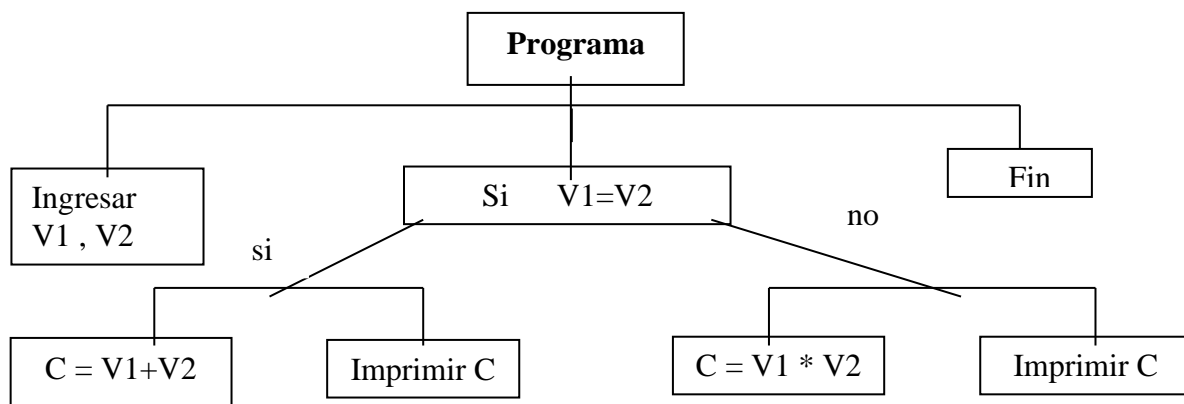 Programa
Ingresar
V1 , V2
Si V1=V2
Fin
si
no
C = V1+V2
Imprimir C
C = V1 * V2
Imprimir C